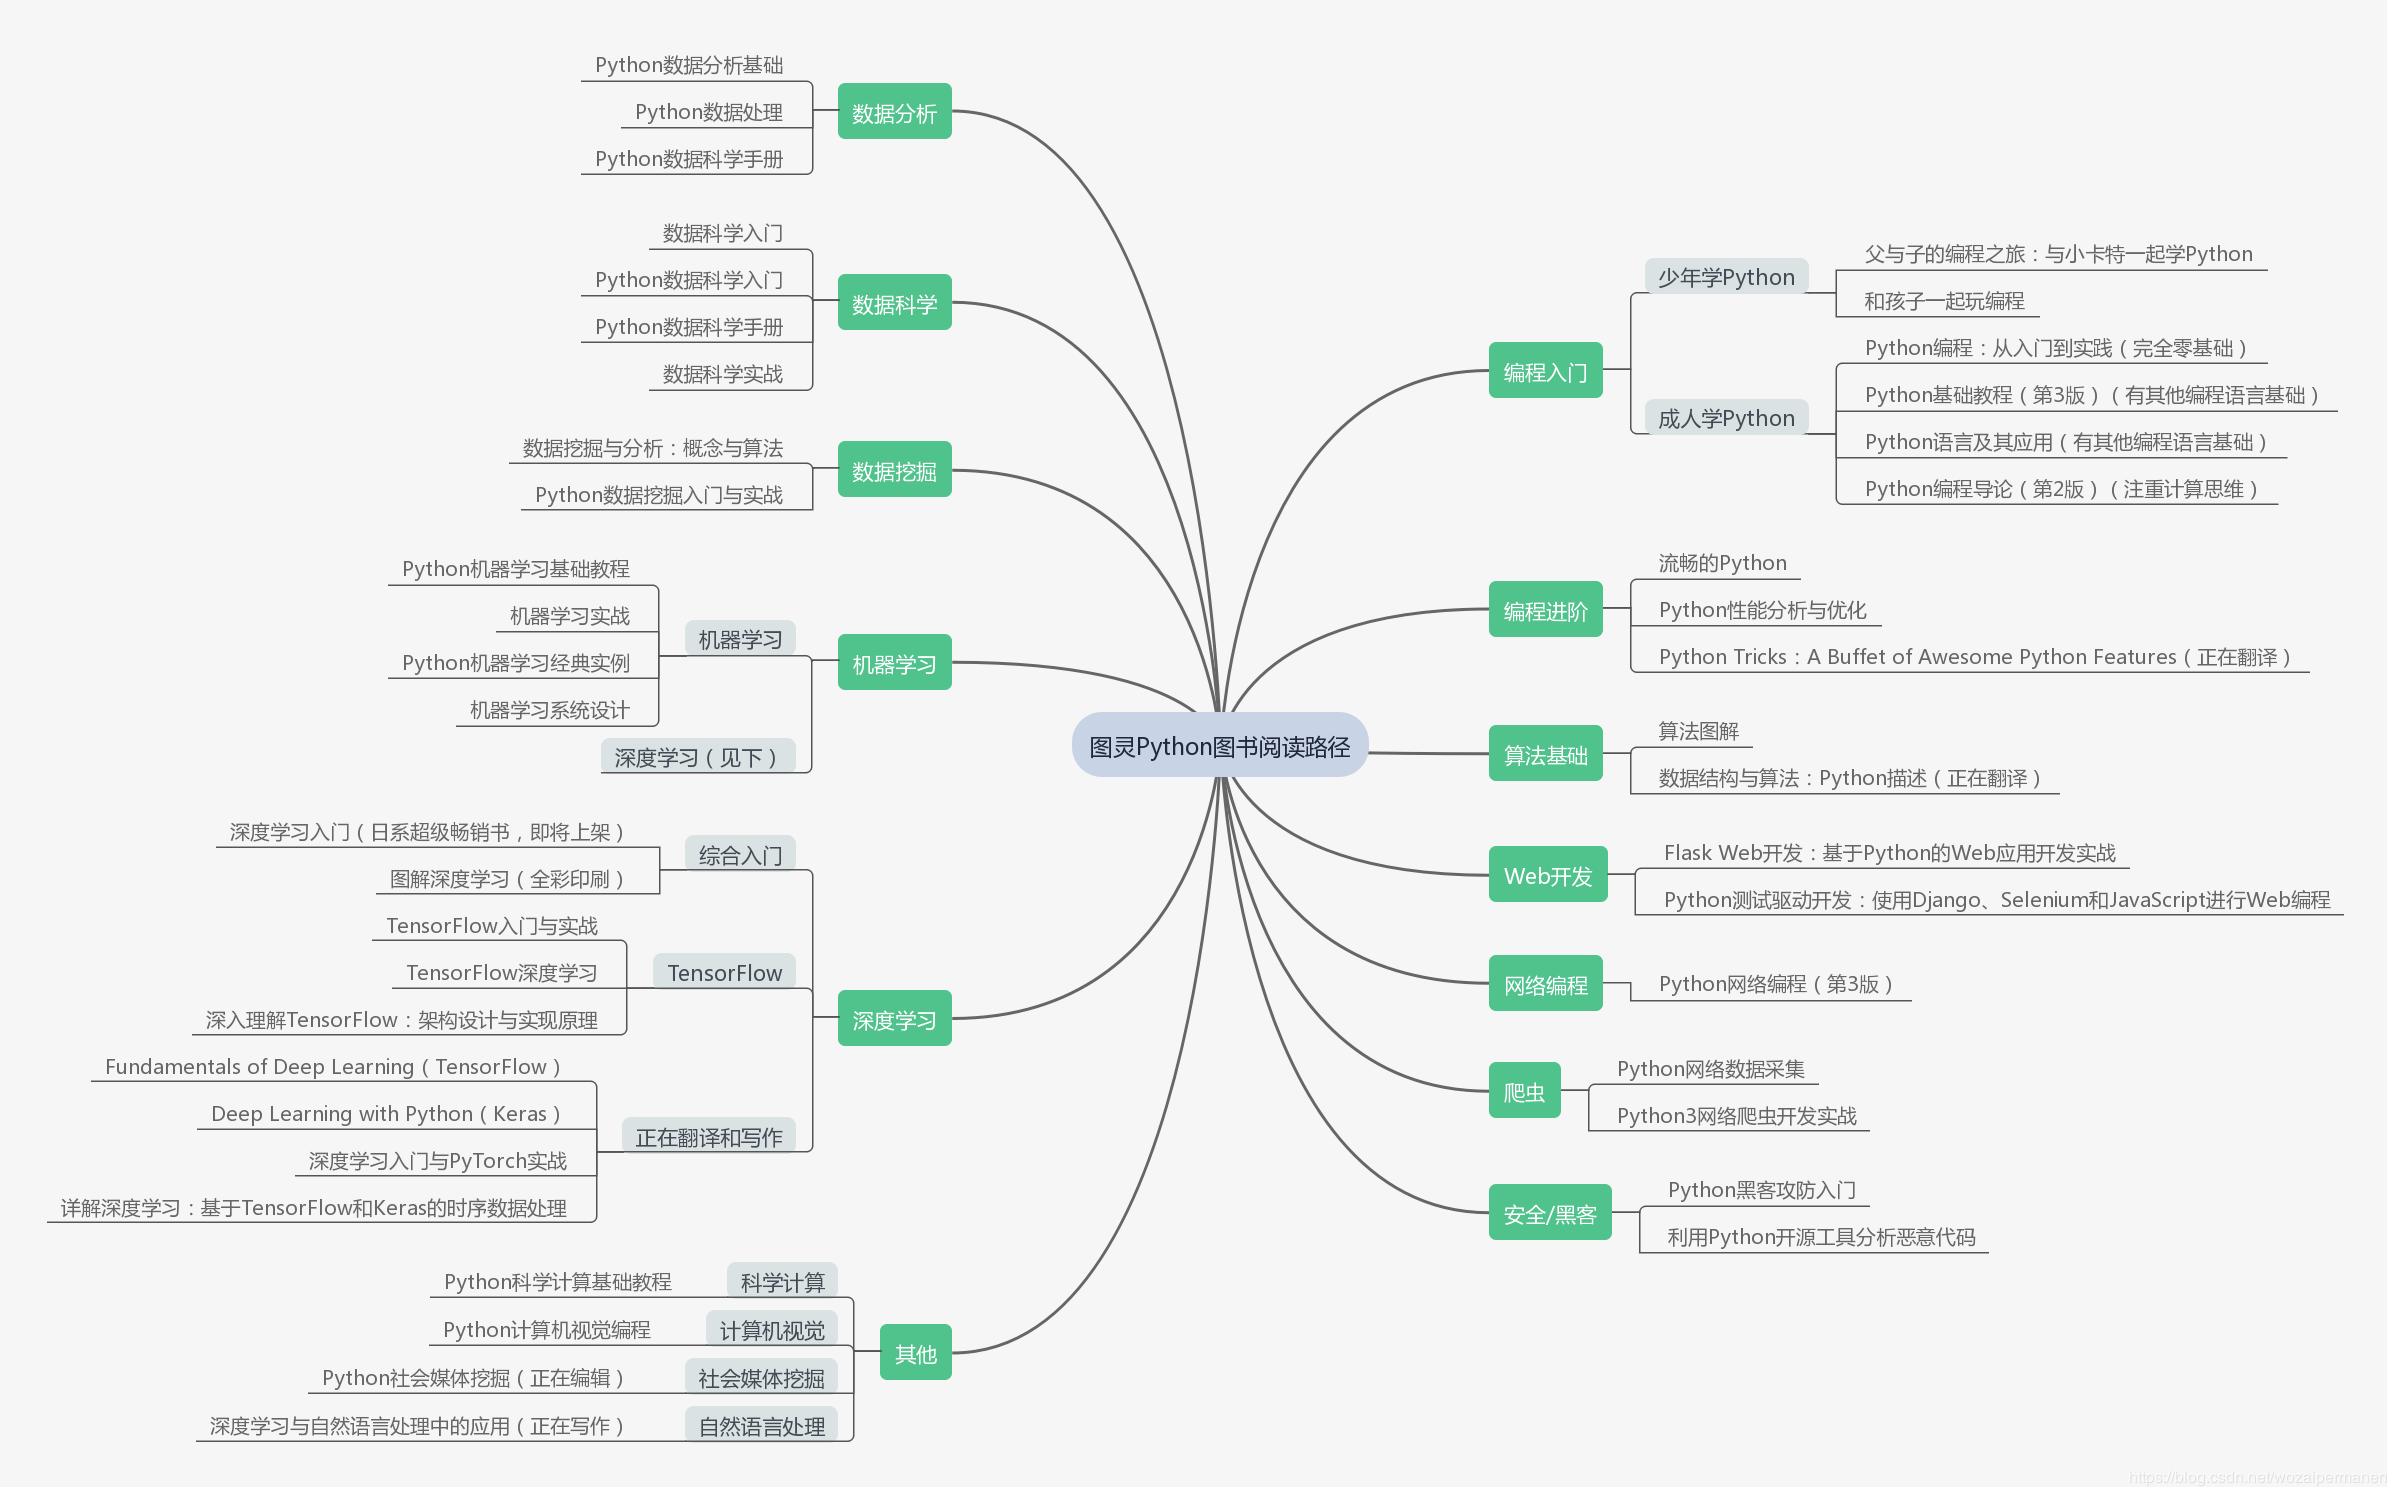 图灵Python图书阅读路径
编程入门
少年学Python
父与子的编程之旅：与小卡特一起学Python
和孩子一起玩编程
成人学Python
Python编程：从入门到实践（完全零基础）
Python基础教程（第3版）（有其他编程语言基础）
Python语言及其应用（有其他编程语言基础）
Python编程导论（第2版）（注重计算思维）
编程进阶
流畅的Python
Python性能分析与优化
Python Tricks：A Buffet of Awesome Python Features（正在翻译）
算法基础
算法图解
数据结构与算法：Python描述（正在翻译）
Web开发
Flask Web开发：基于Python的Web应用开发实战
Python测试驱动开发：使用Django、Selenium和JavaScript进行Web编程
网络编程
Python网络编程（第3版）
爬虫
Python网络数据采集
Python3网络爬虫开发实战
安全/黑客
Python黑客攻防入门
利用Python开源工具分析恶意代码
数据分析
Python数据分析基础
Python数据处理
Python数据科学手册
数据科学
数据科学入门
Python数据科学入门
Python数据科学手册
数据科学实战
数据挖掘
数据挖掘与分析：概念与算法
Python数据挖掘入门与实战
机器学习
机器学习
Python机器学习基础教程
机器学习实战
Python机器学习经典实例
机器学习系统设计
深度学习（见下）
深度学习
综合入门
深度学习入门（日系超级畅销书，即将上架）
图解深度学习（全彩印刷）
TensorFlow
TensorFlow入门与实战
TensorFlow深度学习
深入理解TensorFlow：架构设计与实现原理
正在翻译和写作
Fundamentals of Deep Learning（TensorFlow）
Deep Learning with Python（Keras）
深度学习入门与PyTorch实战
详解深度学习：基于TensorFlow和Keras的时序数据处理
其他
科学计算
Python科学计算基础教程
计算机视觉
Python计算机视觉编程
社会媒体挖掘
Python社会媒体挖掘（正在编辑）
自然语言处理
深度学习与自然语言处理中的应用（正在写作）
https://blog.csdn.net/wozaipermanen